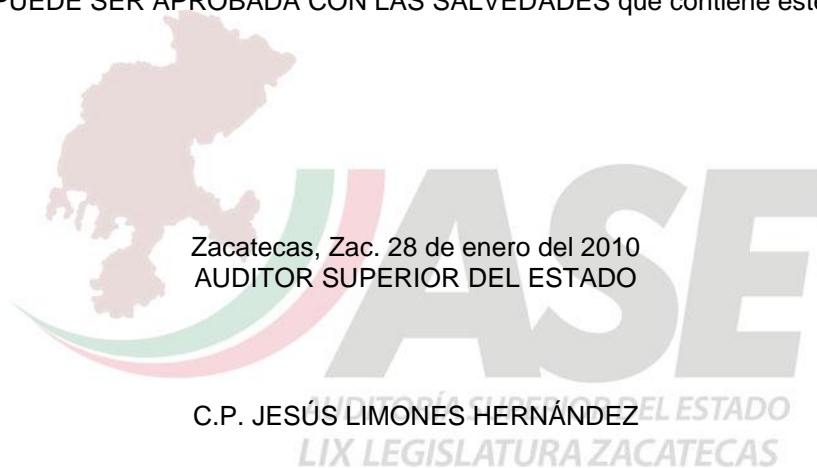 PUEDE SER APROBADA CON LAS SALVEDADES que contiene este
Zacatecas, Zac. 28 de enero del 2010
AUDITOR SUPERIOR DEL ESTADO
ASE
C.P. JESÚS LIMONES HERNÁNDEZ
AUDITORÍA SUPERIOR DEL ESTADO
LIX LEGISLATURA ZACATECAS